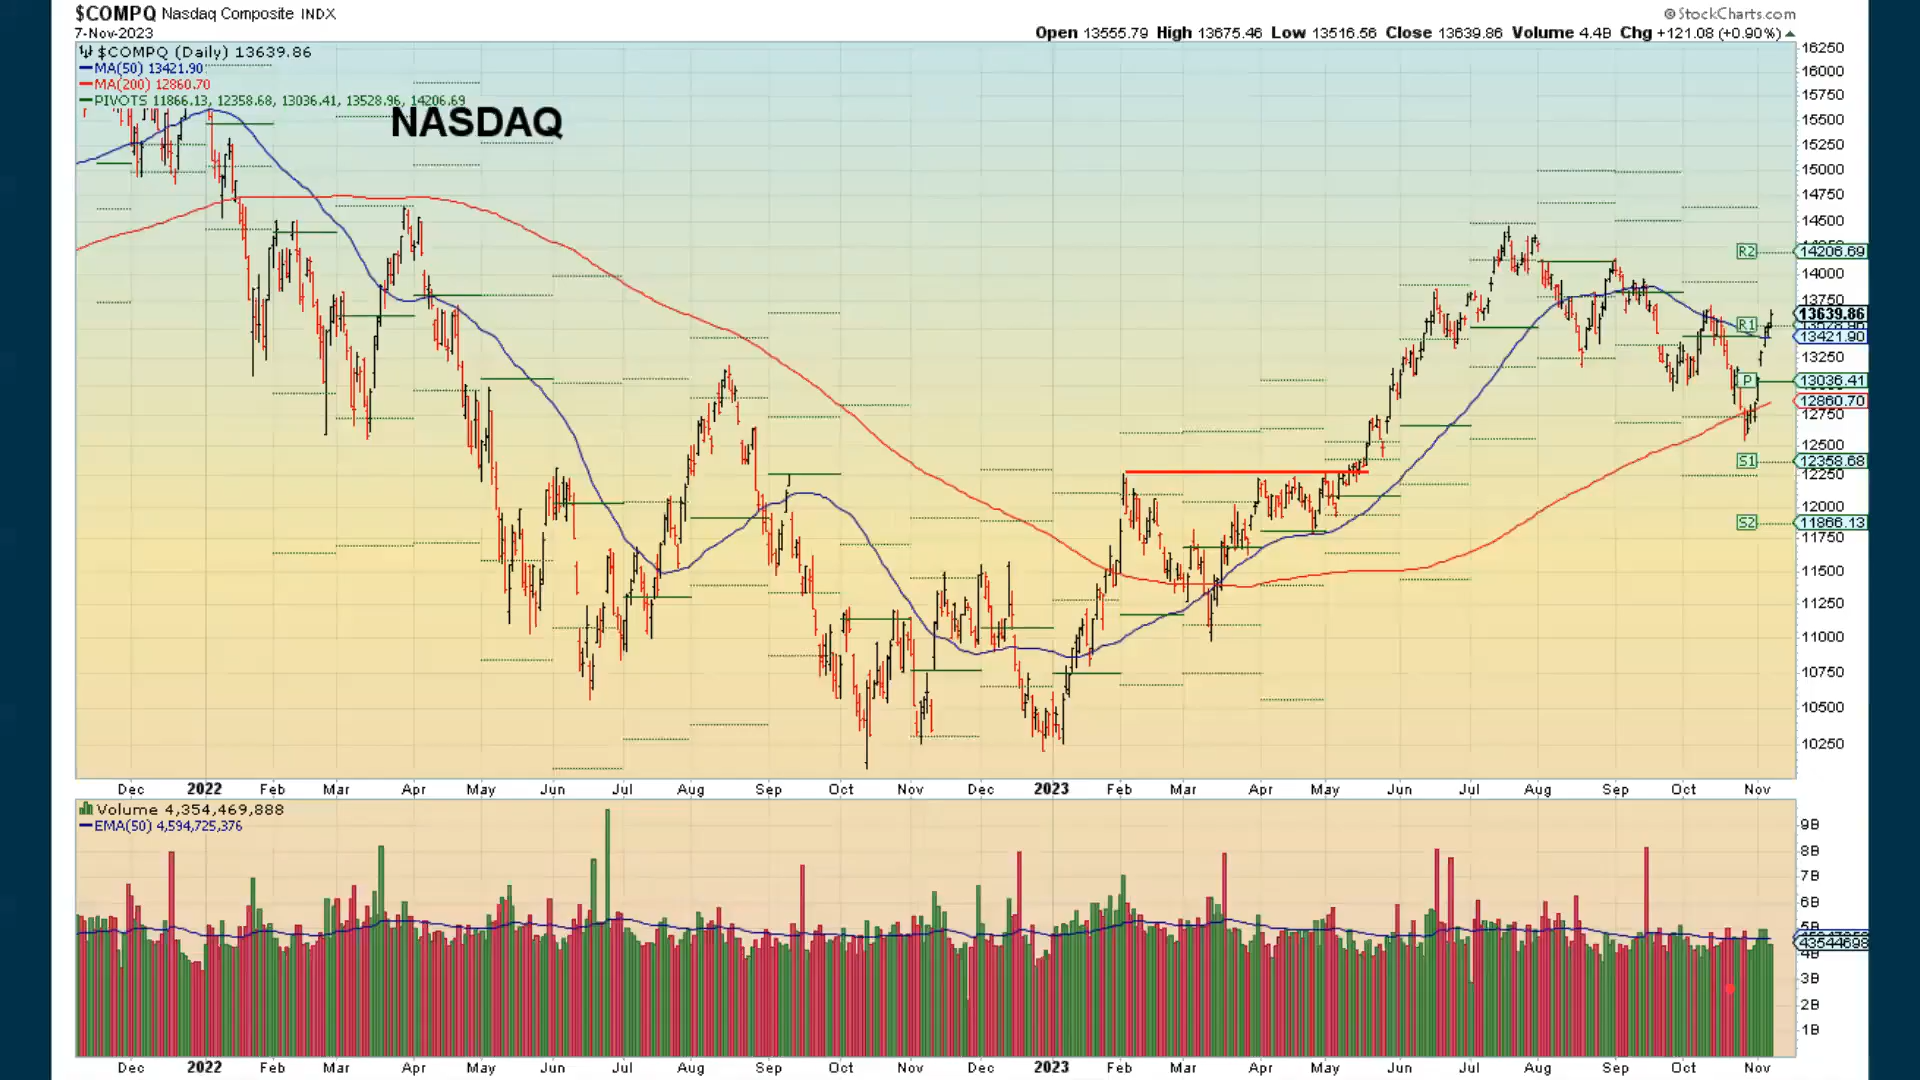 $COMPQ Nasdaq Composite INDX
© StockCharts.com
7-Nov-2023
Open 13555.79 High 13675.46 Low 13516.56 Close 13639.86 Volume 4.4B Chg +121.08 (+0.90%)
$COMPQ (Daily) 13639.86
MA(50) 13421.90
MA(200) 12860.70
PIVOTS 11866.13, 12358.68, 13036.41, 13528.96, 14206.69
NASDAQ
16250
16000
15750
15500
15250
15000
14750
14500
R2 14206.69
14000
13750
13639.86
R1
13421.90
13250
P 13036.41
12860.70
12750
12500
S1 12358.68
12250
12000
S2 11866.13
11750
11500
11250
11000
10750
10500
10250
Dec 2022 Feb Mar Apr May Jun Jul Aug Sep Oct Nov Dec 2023 Feb Mar Apr May Jun Jul Aug Sep Oct Nov
Volume 4,354,469,888
EMA(50) 4,594,725,376
9B
8B
7B
6B
5B
43544698
4B
3B
2B
1B
Dec 2022 Feb Mar Apr May Jun Jul Aug Sep Oct Nov Dec 2023 Feb Mar Apr May Jun Jul Aug Sep Oct Nov